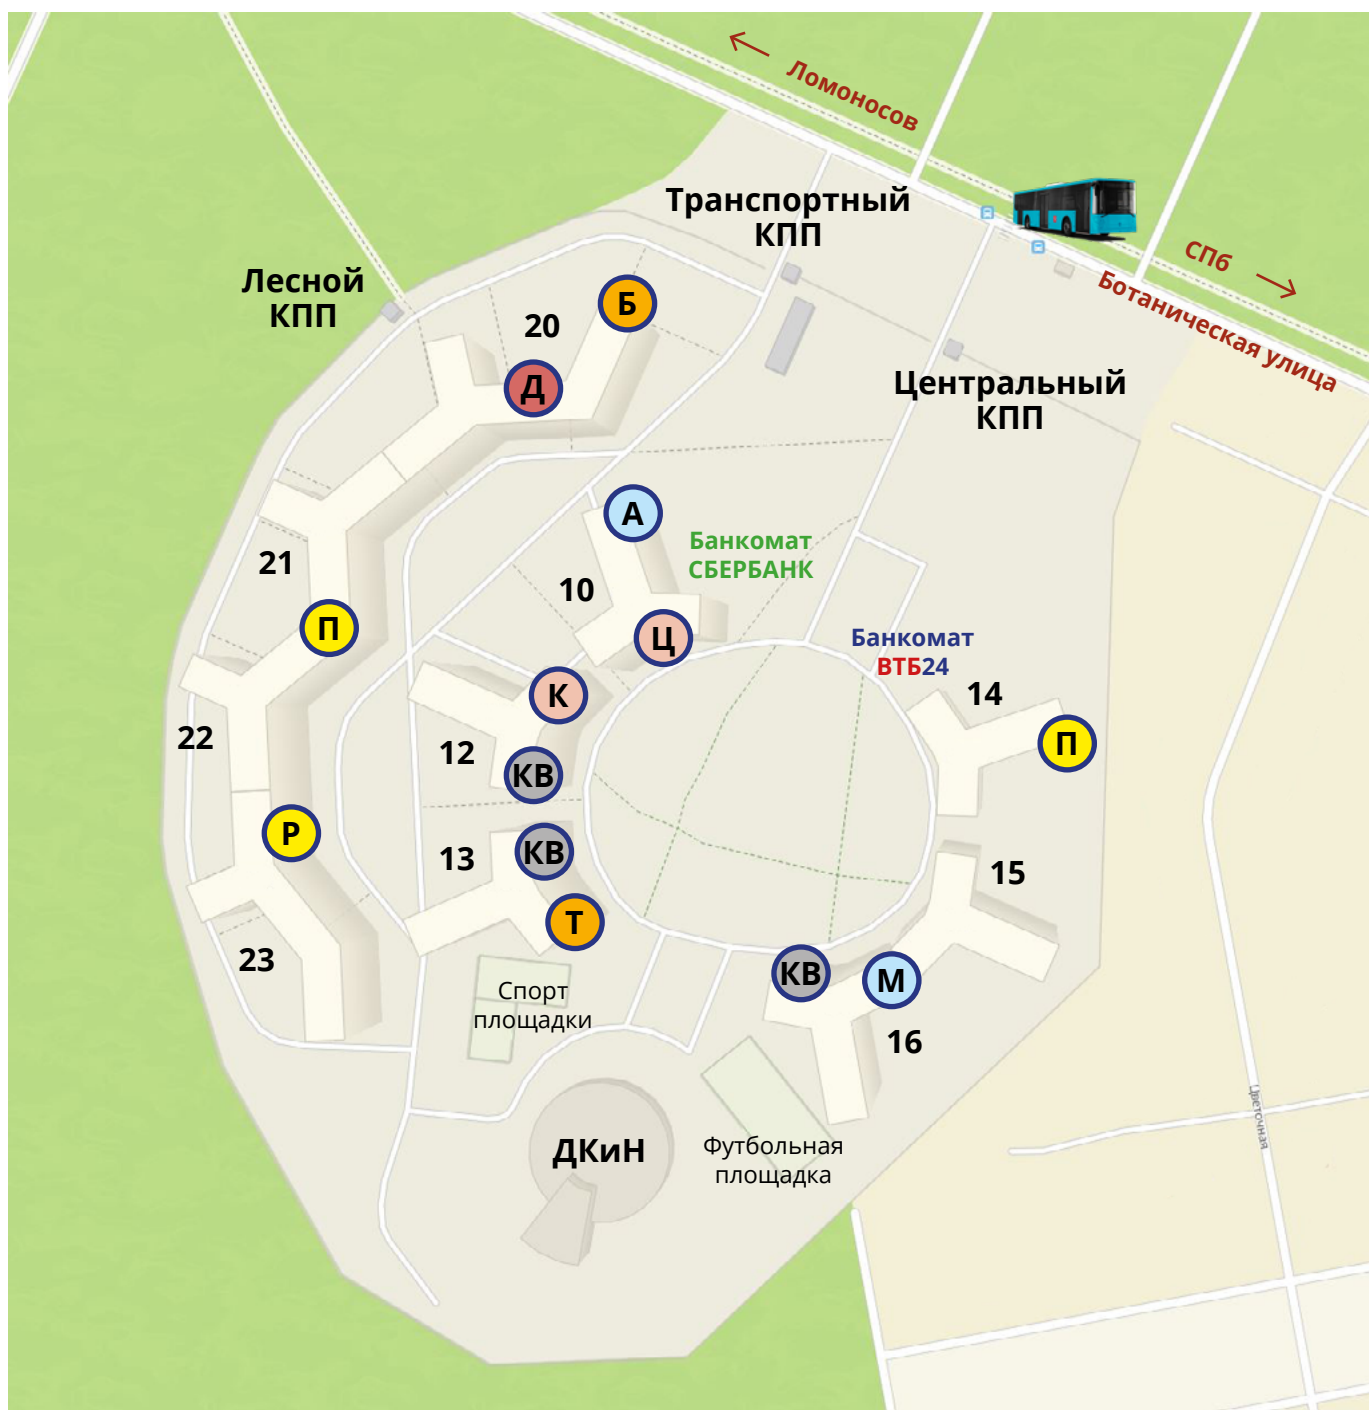 Ломоносов
СПб
Ботаническая улица
Транспортный
КПП
Лесной
КПП
Центральный
КПП
20
Б
Д
А
Банкомат
СБЕРБАНК
21
10
П
Ц
Банкомат
ВТБ24
К
14
22
12
П
КВ
Р
13
КВ
15
Т
23
КВ
М
Спорт
площадки
16
ДКиН
Футбольная
площадка
Цветочная